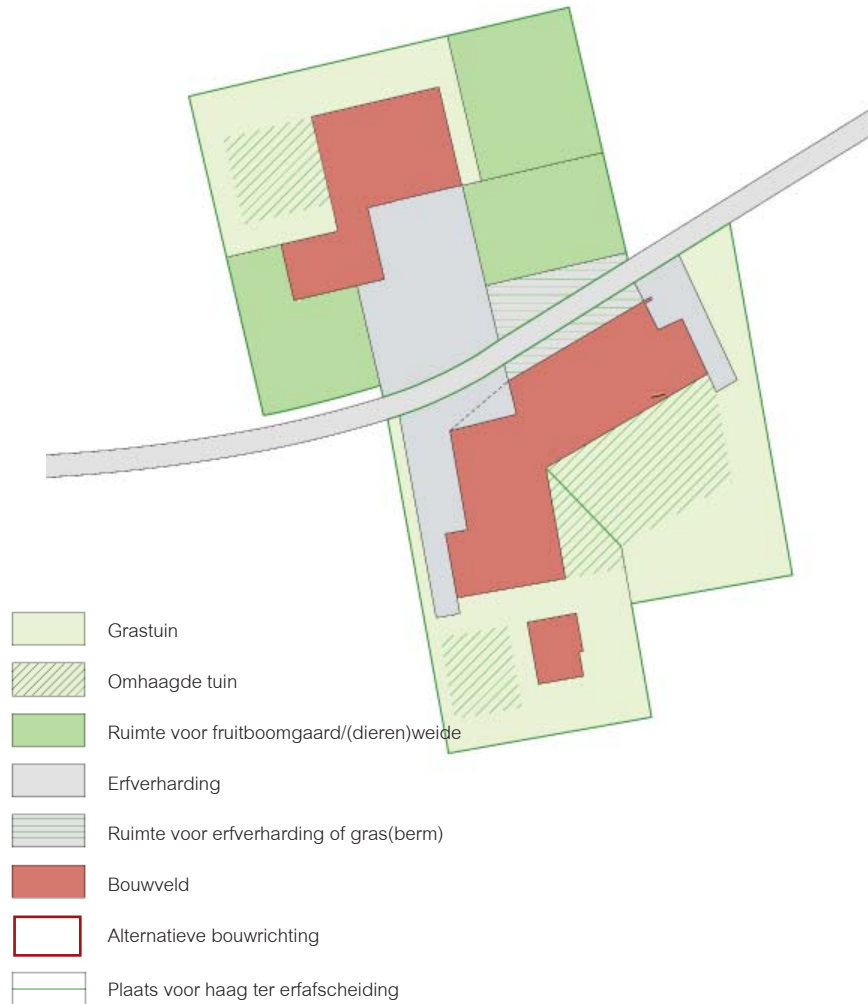 Grastuin
Omhaagde tuin
Ruimte voor fruitboomgaard/(dieren)weide
Erfverharding
Ruimte voor erfverharding of gras(berm)
Bouwveld
Alternatieve bouwrichting
Plaats voor haag ter erfafscheiding